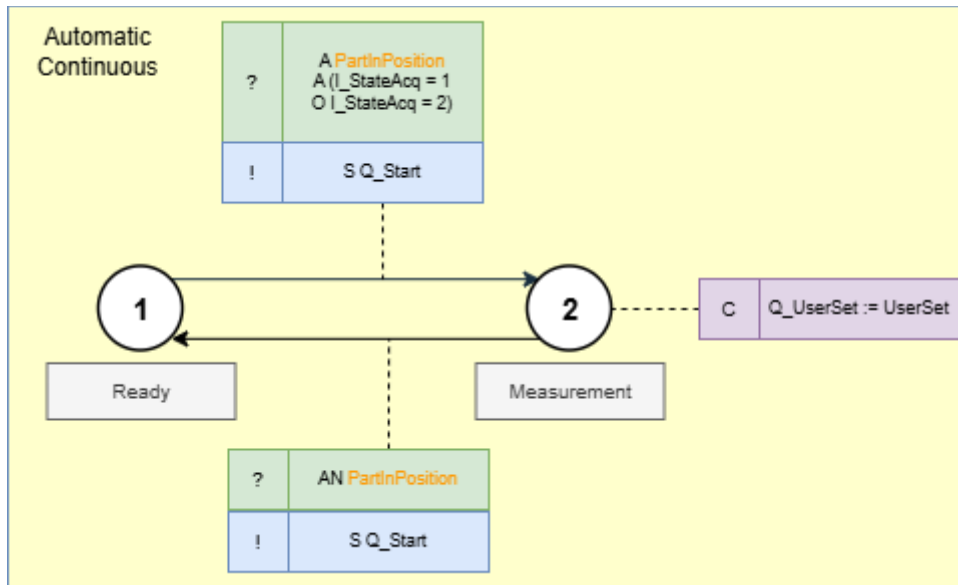 Automatic
Continuous
?
A PartInPosition
A (I_StateAcq = 1
O I_StateAcq = 2)
!
S Q_Start
1
2
C
Q_UserSet := UserSet
Ready
Measurement
?
AN PartInPosition
!
S Q_Start